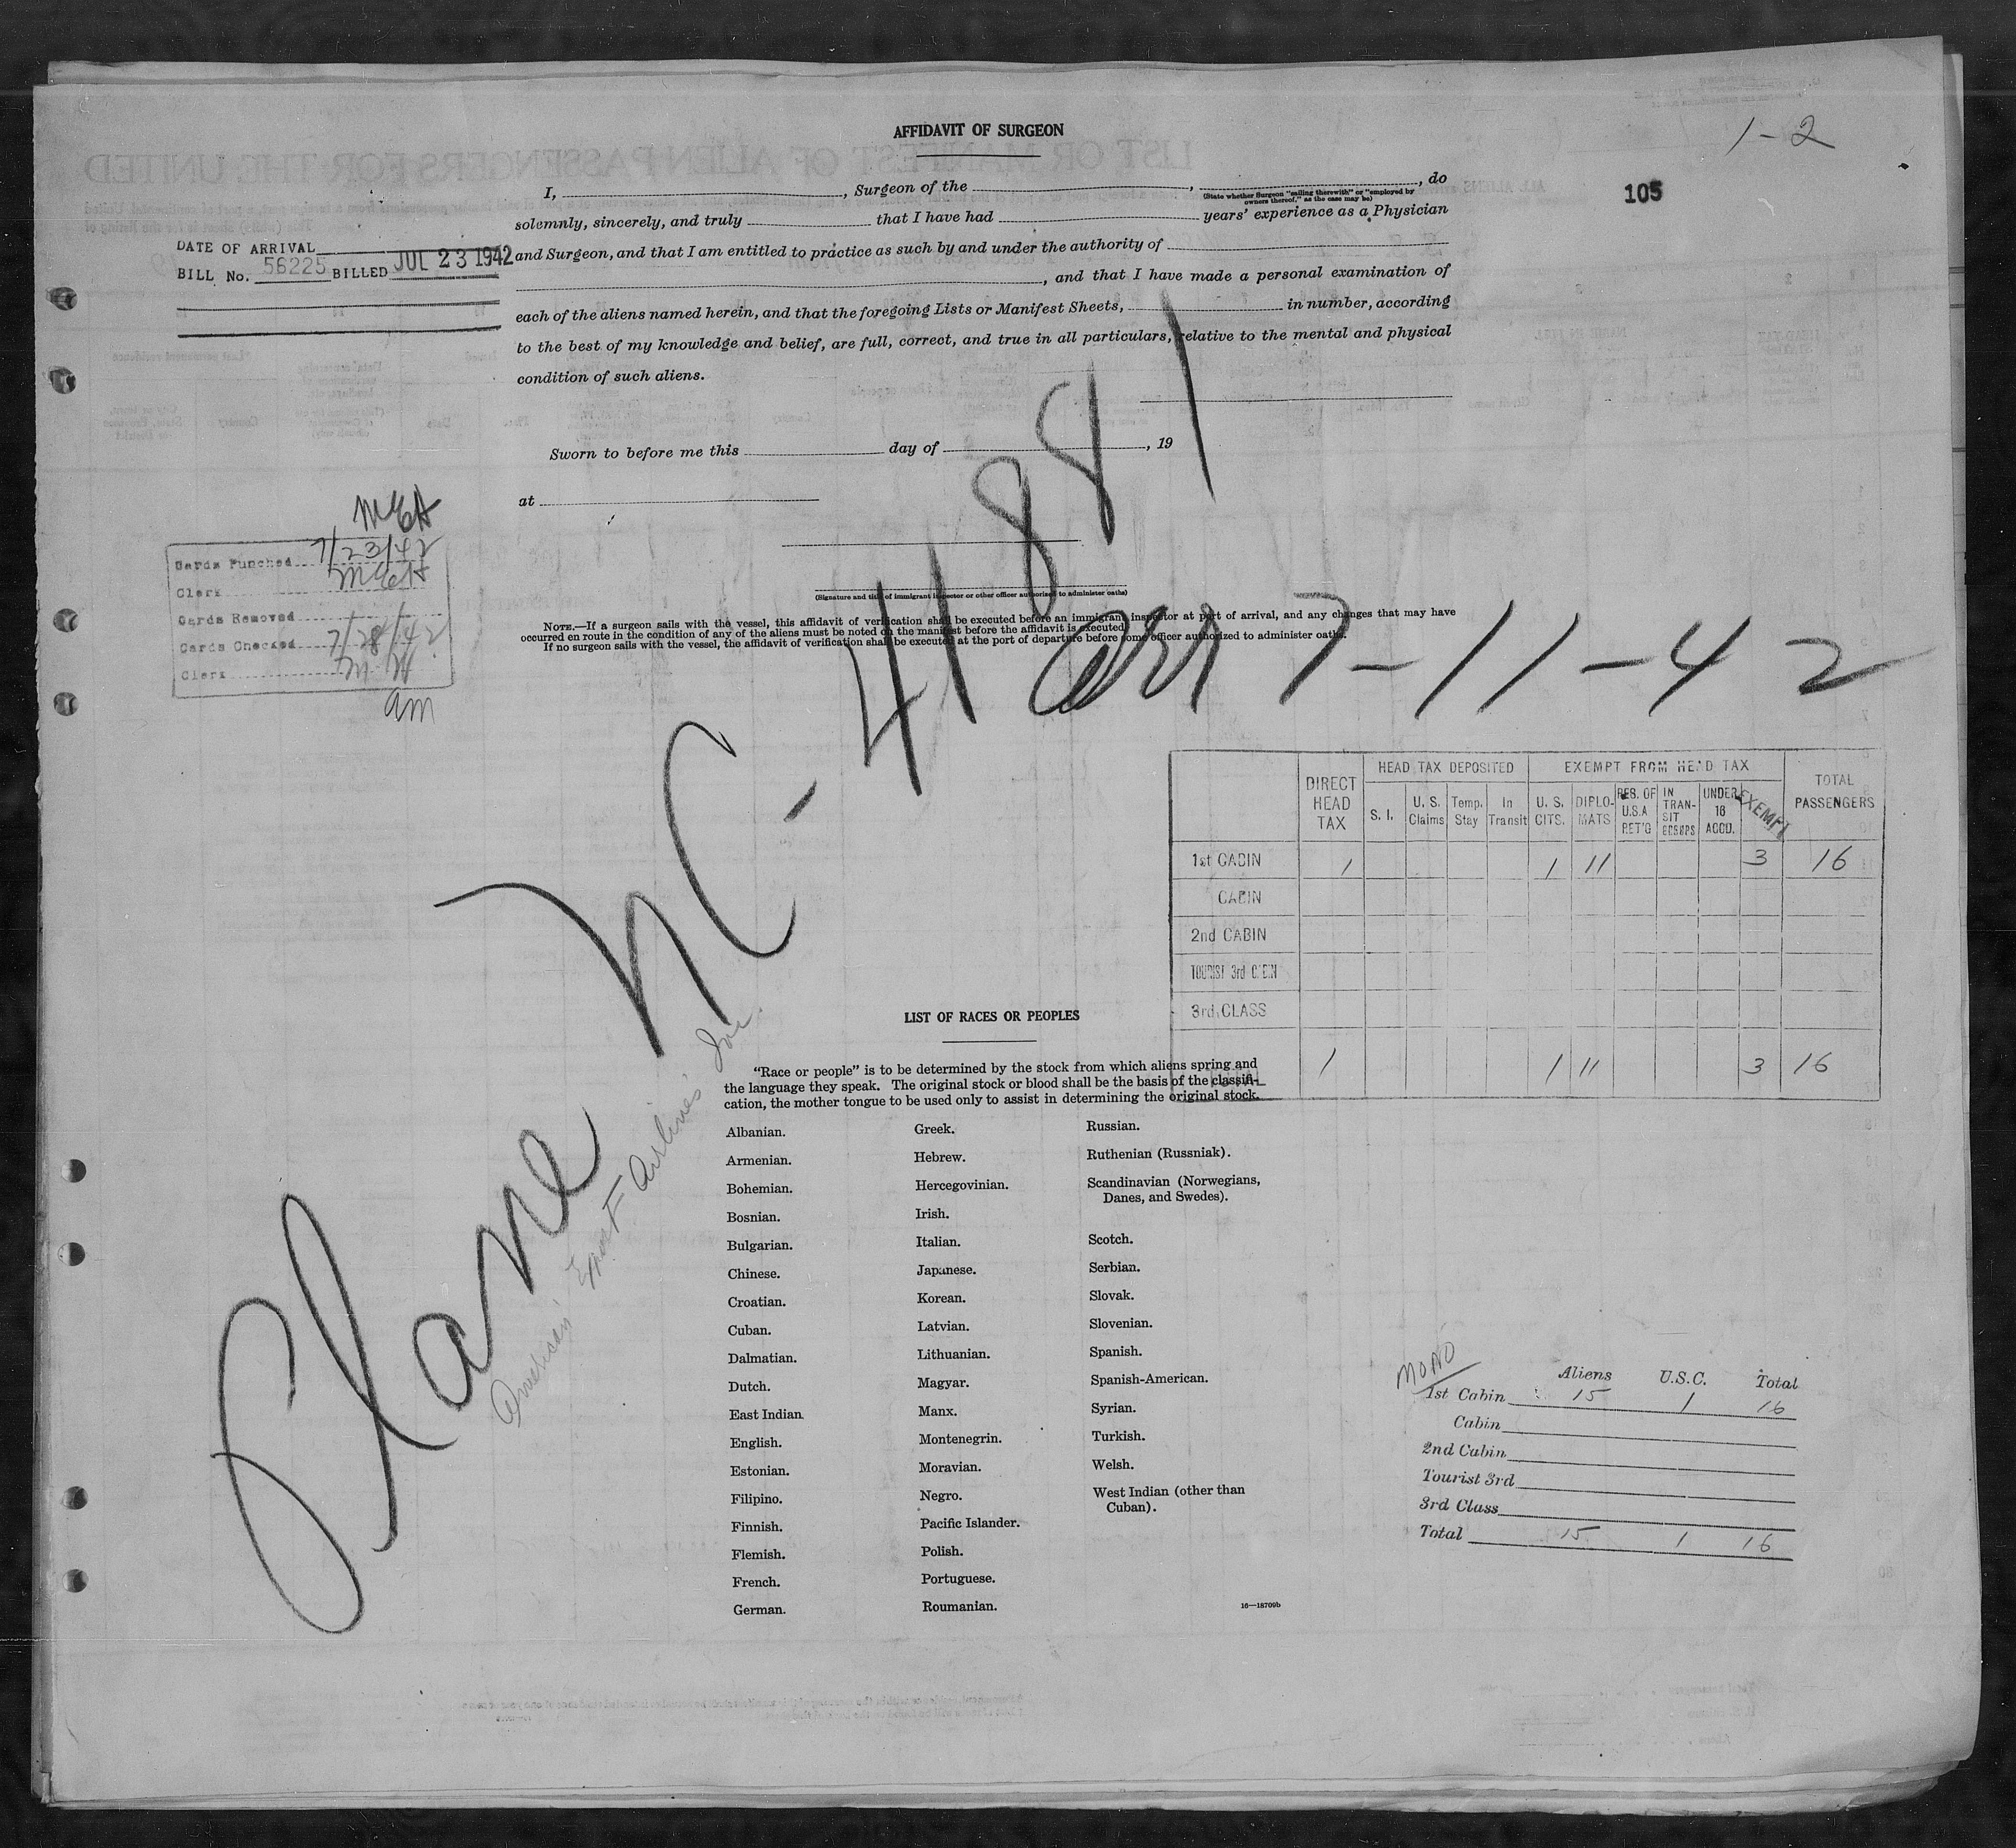 AFFIDAVIT OF SURGEON
1-2
105
I, , Surgeon of the , , do
(State whether Surgeon "sailing therewith" or "employed by
owners thereof," as the case may be)
solemnly, sincerely, and truly that I have had years' experience as a Physician
and Surgeon, and that I am entitled to practice as such by and under the authority of
, and that I have made a personal examination of
each of the aliens named herein, and that the foregoing Lists or Manifest Sheets, in number, according
to the best of my knowledge and belief, are full, correct, and true in all particulars, relative to the mental and physical
condition of such aliens.
DATE OF ARRIVAL
BILL No. 56225 BILLED JUL 23 1942
Sworn to before me this day of , 19
at
MEH
Cards Punched 7/23/42
Clerk MEH
Cards Removed
Cards Checked 7/28/42
Clerk M H
am
(Signature and title of immigrant inspector or other officer authorized to administer oaths)
NOTE.—If a surgeon sails with the vessel, this affidavit of verification shall be executed before an immigrant inspector at port of arrival, and any changes that may have
occurred en route in the condition of any of the aliens must be noted on the manifest before the affidavit is executed.
If no surgeon sails with the vessel, the affidavit of verification shall be executed at the port of departure before some officer authorized to administer oaths.
Plane NC-41881
arr 7-11-42
American Export Airlines Inc.
DIRECT HEAD TAX HEAD TAX DEPOSITED EXEMPT FROM HEAD TAX TOTAL PASSENGERS
S. I. U. S. Claims Temp. Stay In Transit U. S. CITS. DIPLO-MATS RES. OF U.S.A RET'G IN TRAN-SIT UNDER 16 ACCD. EXEMPT
1st CABIN 1 1 11 3 16
CABIN
2nd CABIN
TOURIST 3rd CABIN
3rd CLASS
TOTAL 1 1 11 3 16
LIST OF RACES OR PEOPLES
"Race or people" is to be determined by the stock from which aliens spring and
the language they speak. The original stock or blood shall be the basis of the classifi-
cation, the mother tongue to be used only to assist in determining the original stock.
Albanian.
Armenian.
Bohemian.
Bosnian.
Bulgarian.
Chinese.
Croatian.
Cuban.
Dalmatian.
Dutch.
East Indian.
English.
Estonian.
Filipino.
Finnish.
Flemish.
French.
German.
Greek.
Hebrew.
Hercegovinian.
Irish.
Italian.
Japanese.
Korean.
Latvian.
Lithuanian.
Magyar.
Manx.
Montenegrin.
Moravian.
Negro.
Pacific Islander.
Polish.
Portuguese.
Roumanian.
Russian.
Ruthenian (Russniak).
Scandinavian (Norwegians,
Danes, and Swedes).
Scotch.
Serbian.
Slovak.
Slovenian.
Spanish.
Spanish-American.
Syrian.
Turkish.
Welsh.
West Indian (other than
Cuban).
16—18709b
MONO
Aliens U.S.C. Total
1st Cabin 15 1 16
Cabin
2nd Cabin
Tourist 3rd
3rd Class
Total 15 1 16